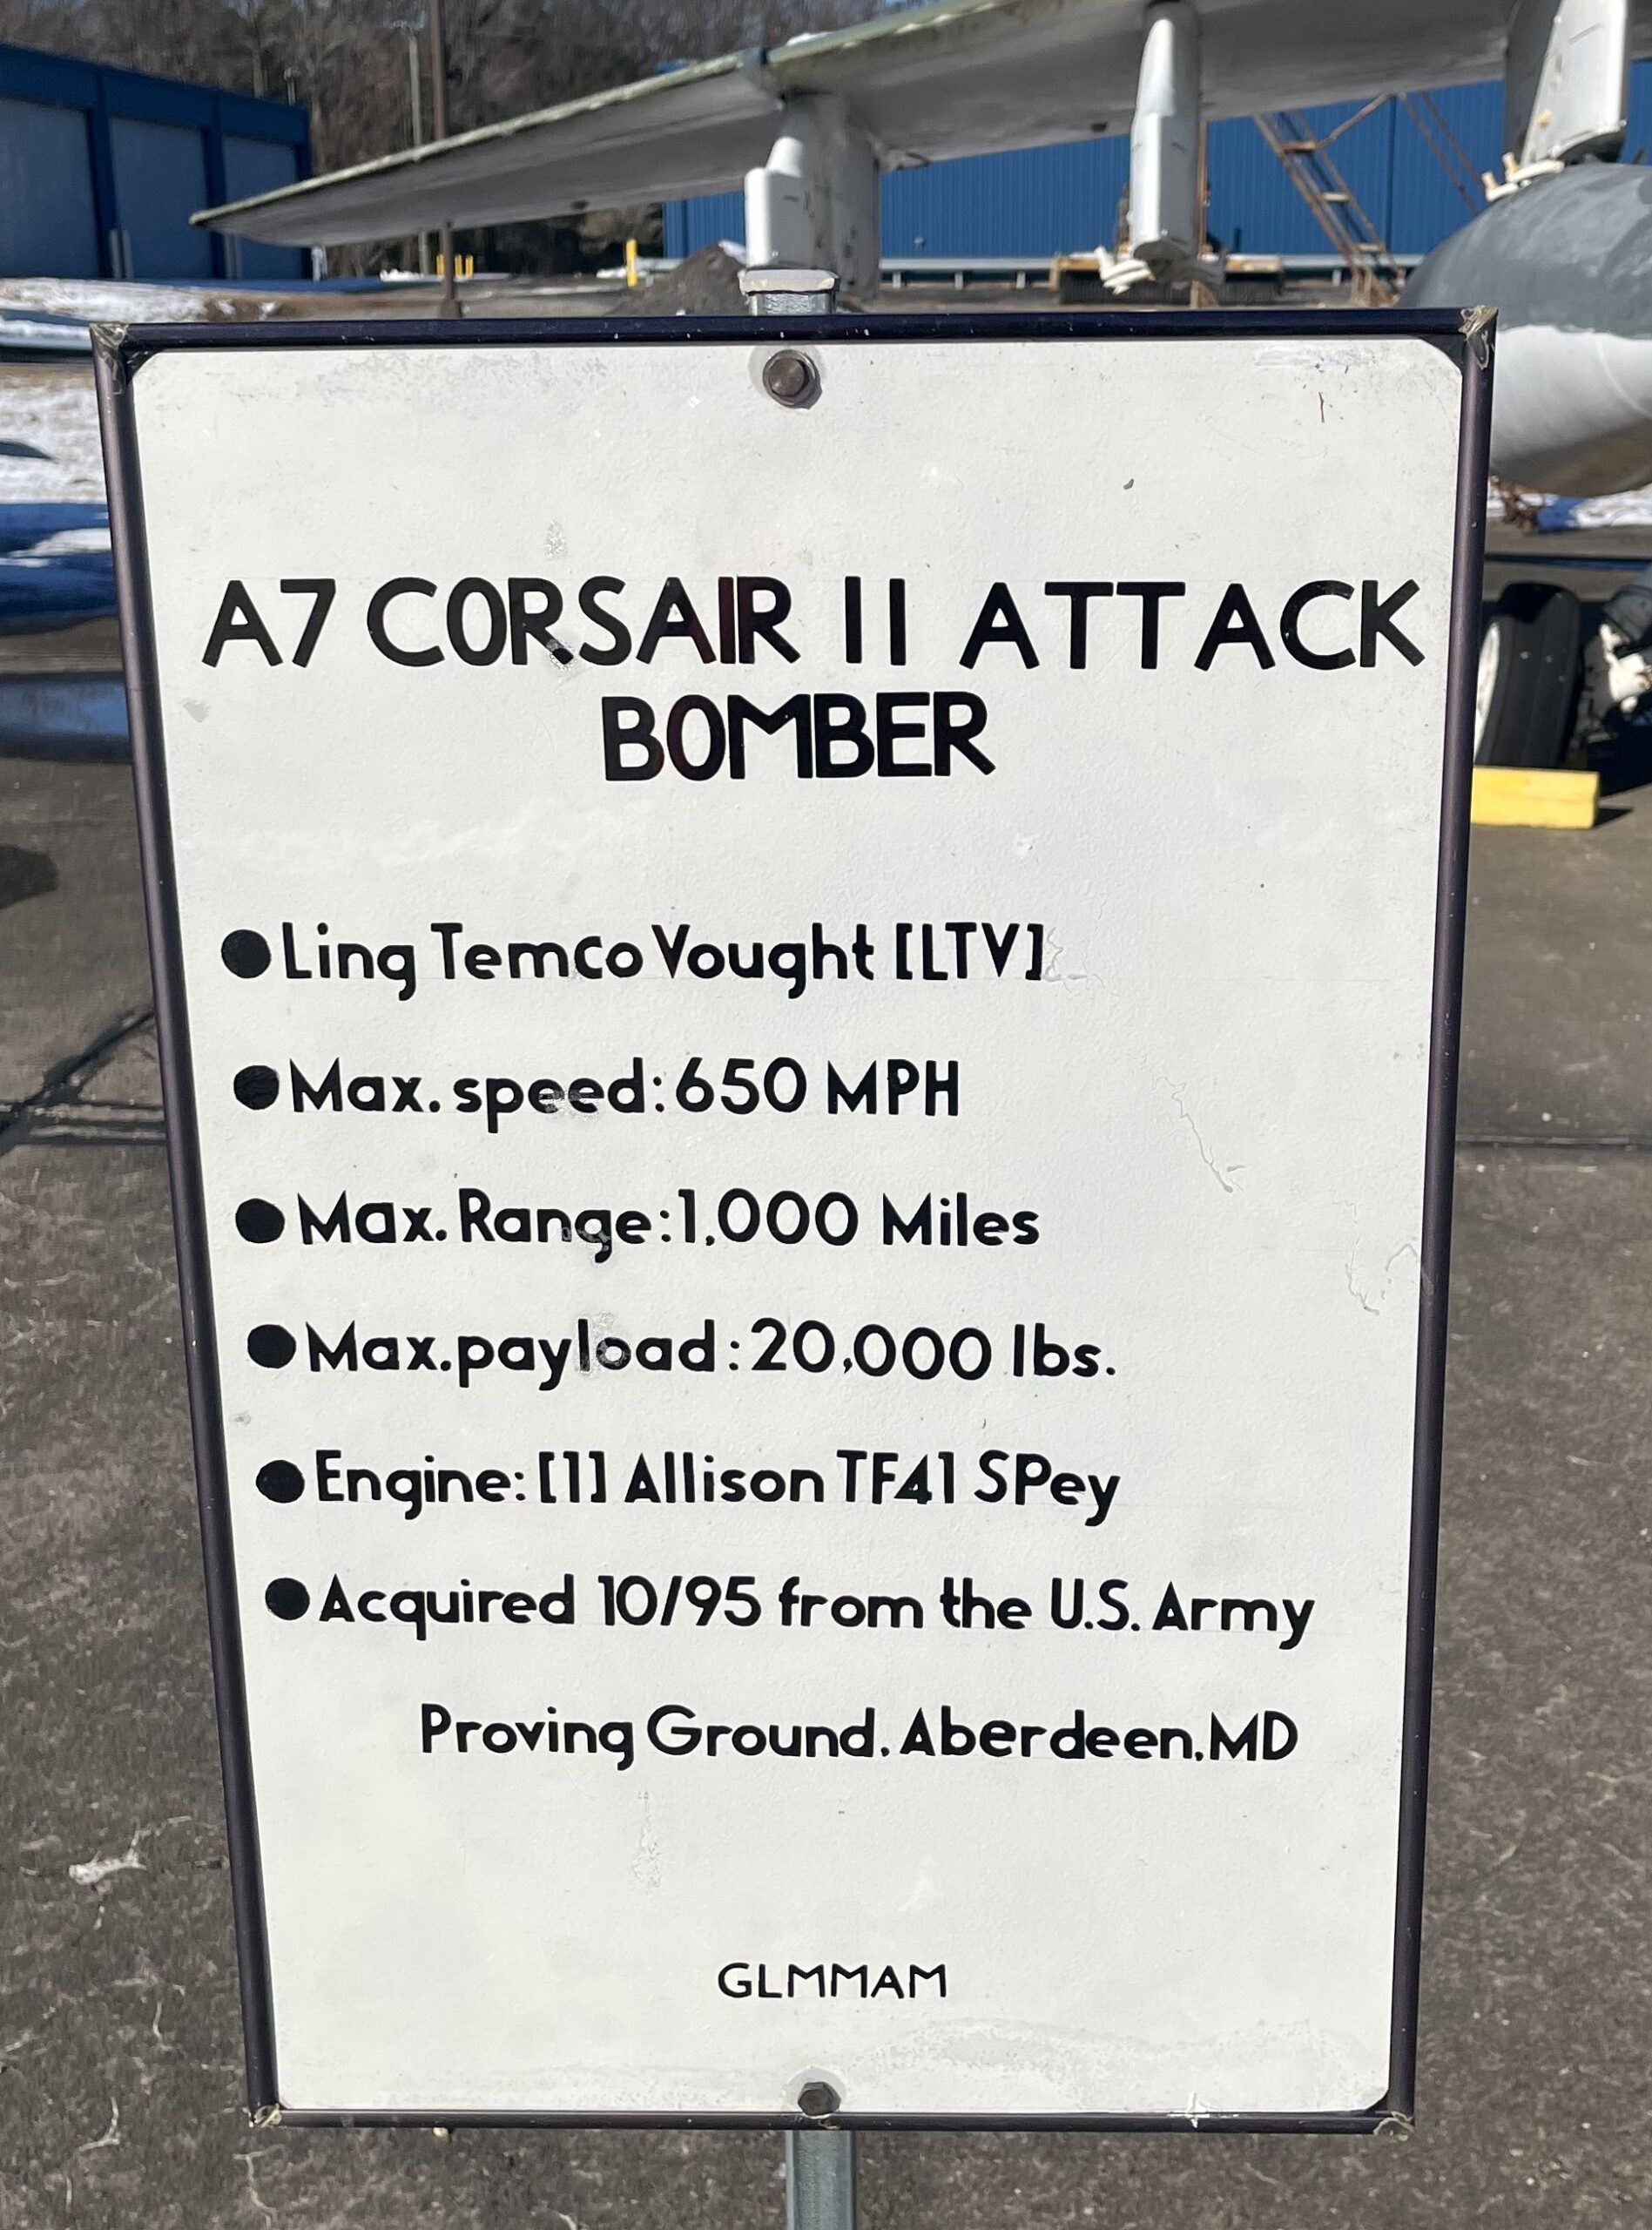 A7 CORSAIR II ATTACK
BOMBER
●Ling Temco Vought [LTV]
●Max. speed: 650 MPH
●Max. Range: 1,000 Miles
●Max. payload: 20,000 lbs.
●Engine: [1] Allison TF41 SPey
●Acquired 10/95 from the U.S. Army
Proving Ground, Aberdeen, MD
GLMMAM